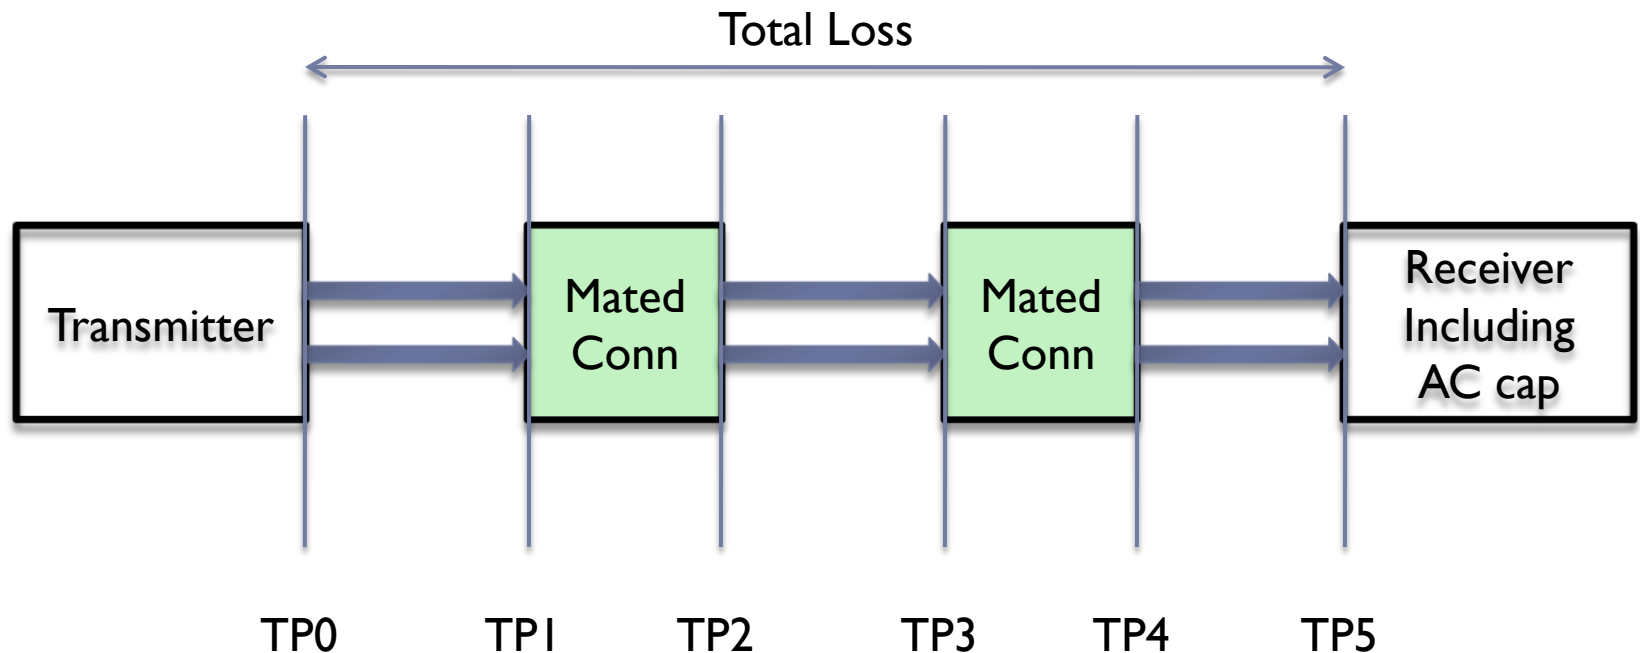 Total Loss
Transmitter
Mated
Conn
Mated
Conn
Receiver
Including
AC cap
TP0
TP1
TP2
TP3
TP4
TP5